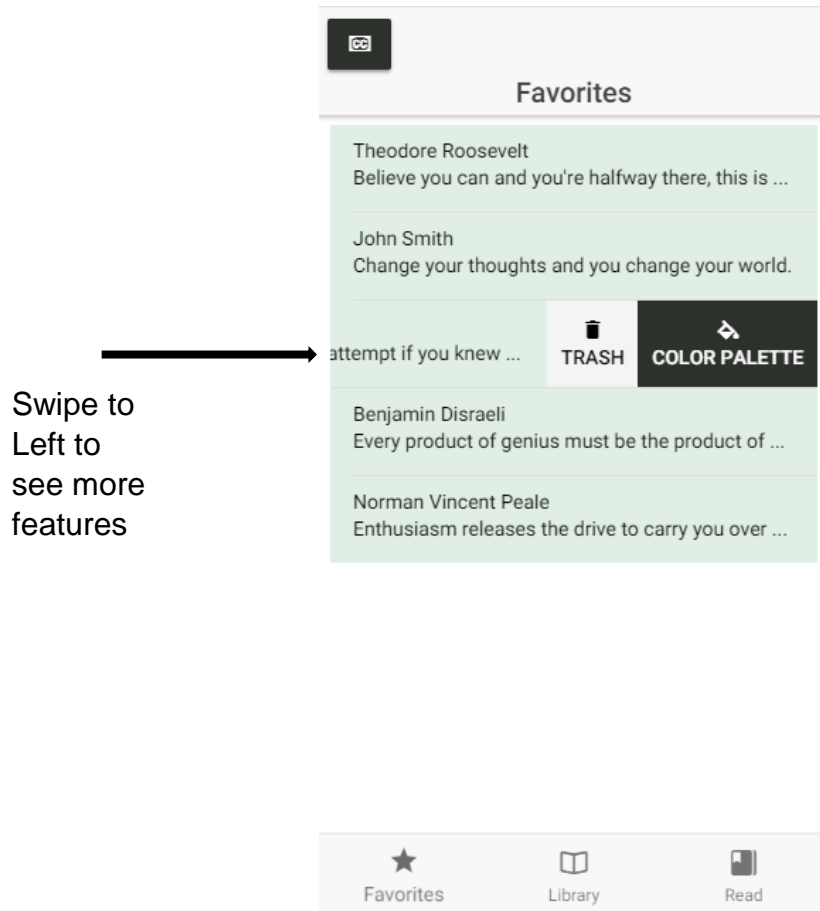 CC
Favorites
Theodore Roosevelt
Believe you can and you're halfway there, this is ...
John Smith
Change your thoughts and you change your world.
attempt if you knew ...
TRASH
COLOR PALETTE
Swipe to
Left to
see more
features
Benjamin Disraeli
Every product of genius must be the product of ...
Norman Vincent Peale
Enthusiasm releases the drive to carry you over ...
Favorites
Library
Read